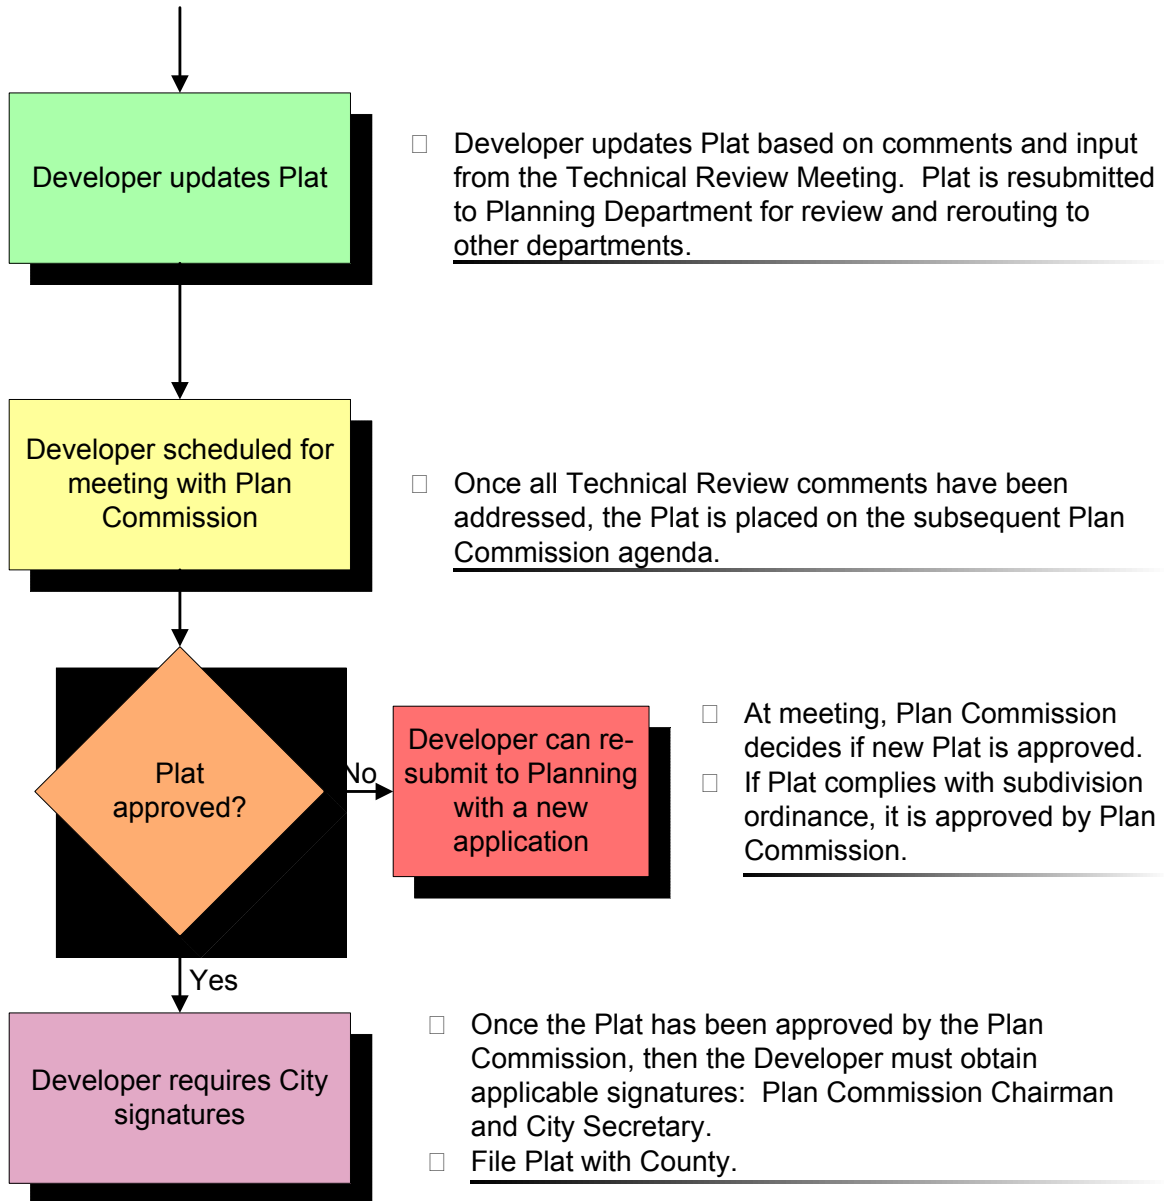 Developer updates Plat
Developer updates Plat based on comments and input
from the Technical Review Meeting.  Plat is resubmitted
to Planning Department for review and rerouting to
other departments.
Developer scheduled for
meeting with Plan
Commission
Once all Technical Review comments have been
addressed, the Plat is placed on the subsequent Plan
Commission agenda.
Plat
approved?
No
Developer can re-
submit to Planning
with a new
application
At meeting, Plan Commission
decides if new Plat is approved.
If Plat complies with subdivision
ordinance, it is approved by Plan
Commission.
Yes
Developer requires City
signatures
Once the Plat has been approved by the Plan
Commission, then the Developer must obtain
applicable signatures:  Plan Commission Chairman
and City Secretary.
File Plat with County.